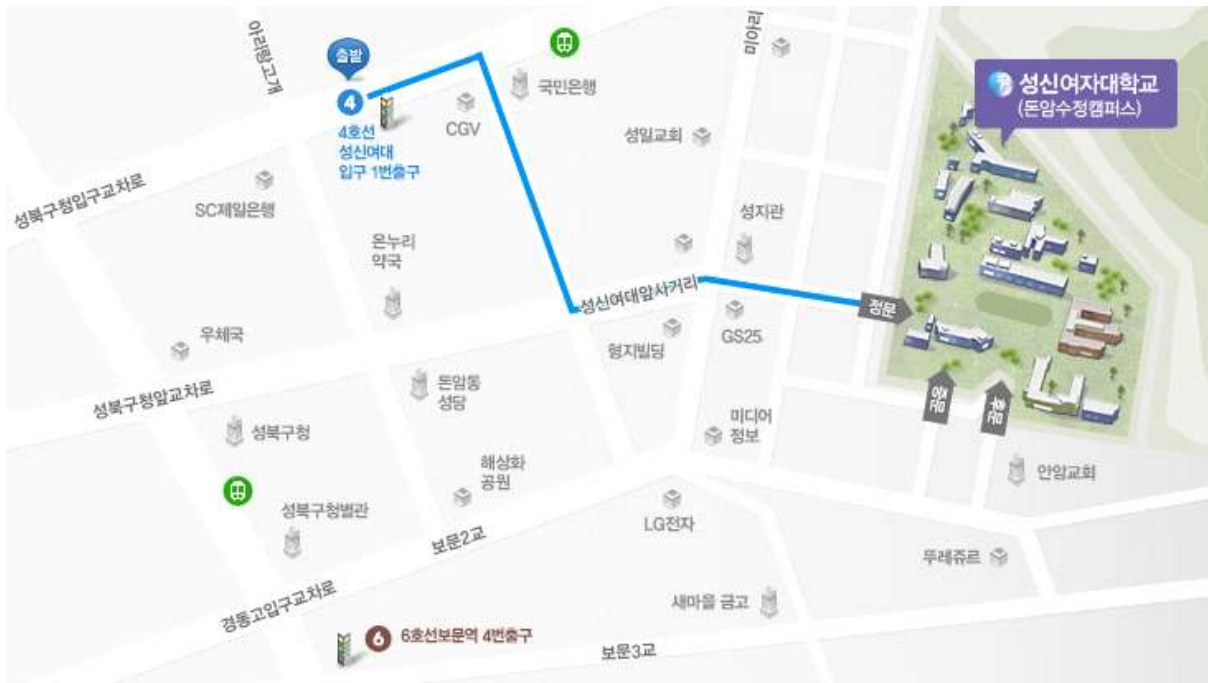 아리랑고개
미아리
출발
4
4호선
성신여대
입구 1번출구
CGV
국민은행
성일교회
성신여자대학교
(돈암수정캠퍼스)
성북구청입구교차로
SC제일은행
온누리
약국
성지관
성신여대앞사거리
정문
우체국
형지빌딩
GS25
성북구청앞교차로
돈암동
성당
중문
후문
성북구청
미디어
정보
해상화
공원
안암교회
성북구청별관
보문2교
LG전자
뚜레쥬르
경동고입구교차로
새마을 금고
6
6호선보문역 4번출구
보문3교